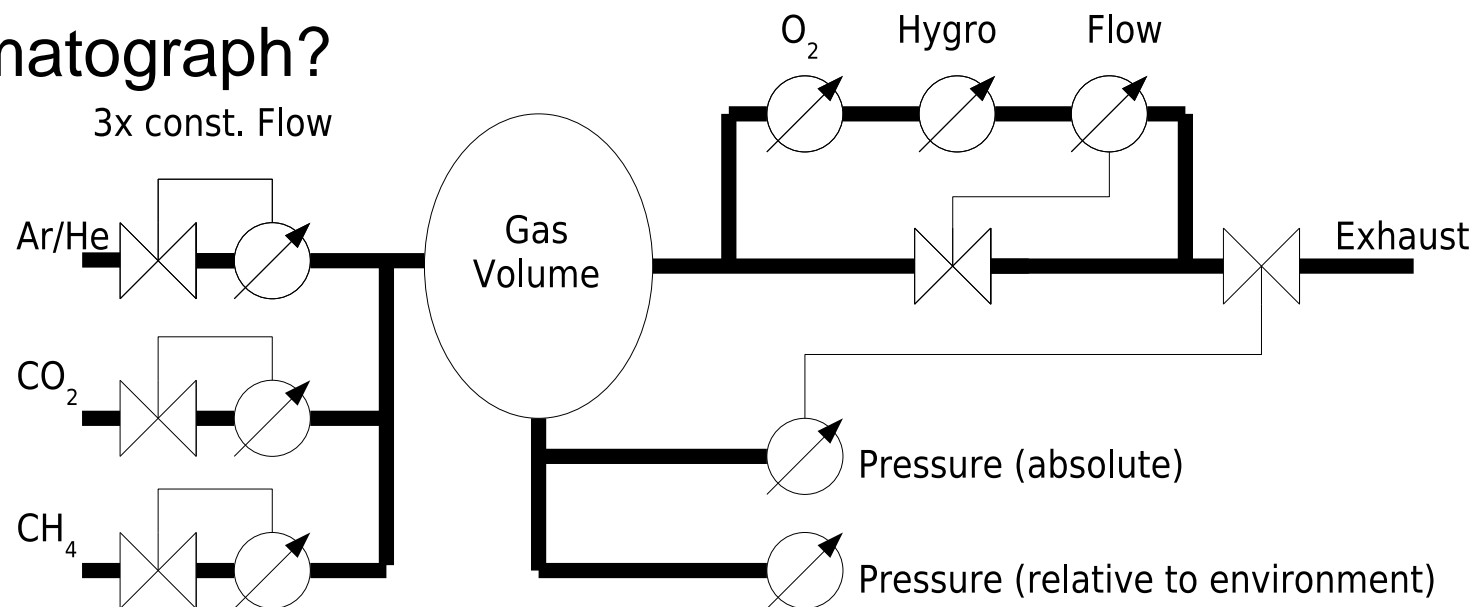 matograph?
3x const. Flow
O₂ Hygro Flow
Ar/He
Gas
Volume
Exhaust
CO₂
Pressure (absolute)
CH₄
Pressure (relative to environment)